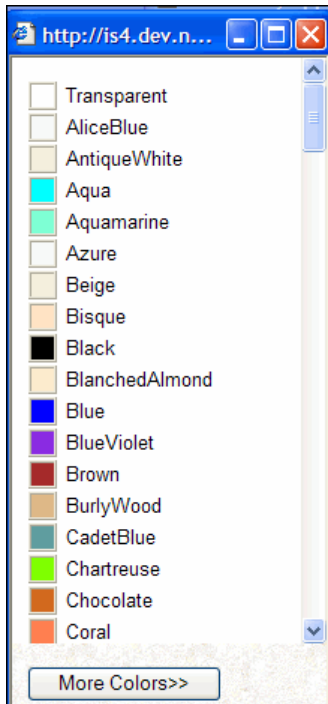 http://is4.dev.n...
Transparent
AliceBlue
AntiqueWhite
Aqua
Aquamarine
Azure
Beige
Bisque
Black
BlanchedAlmond
Blue
BlueViolet
Brown
BurlyWood
CadetBlue
Chartreuse
Chocolate
Coral
More Colors>>